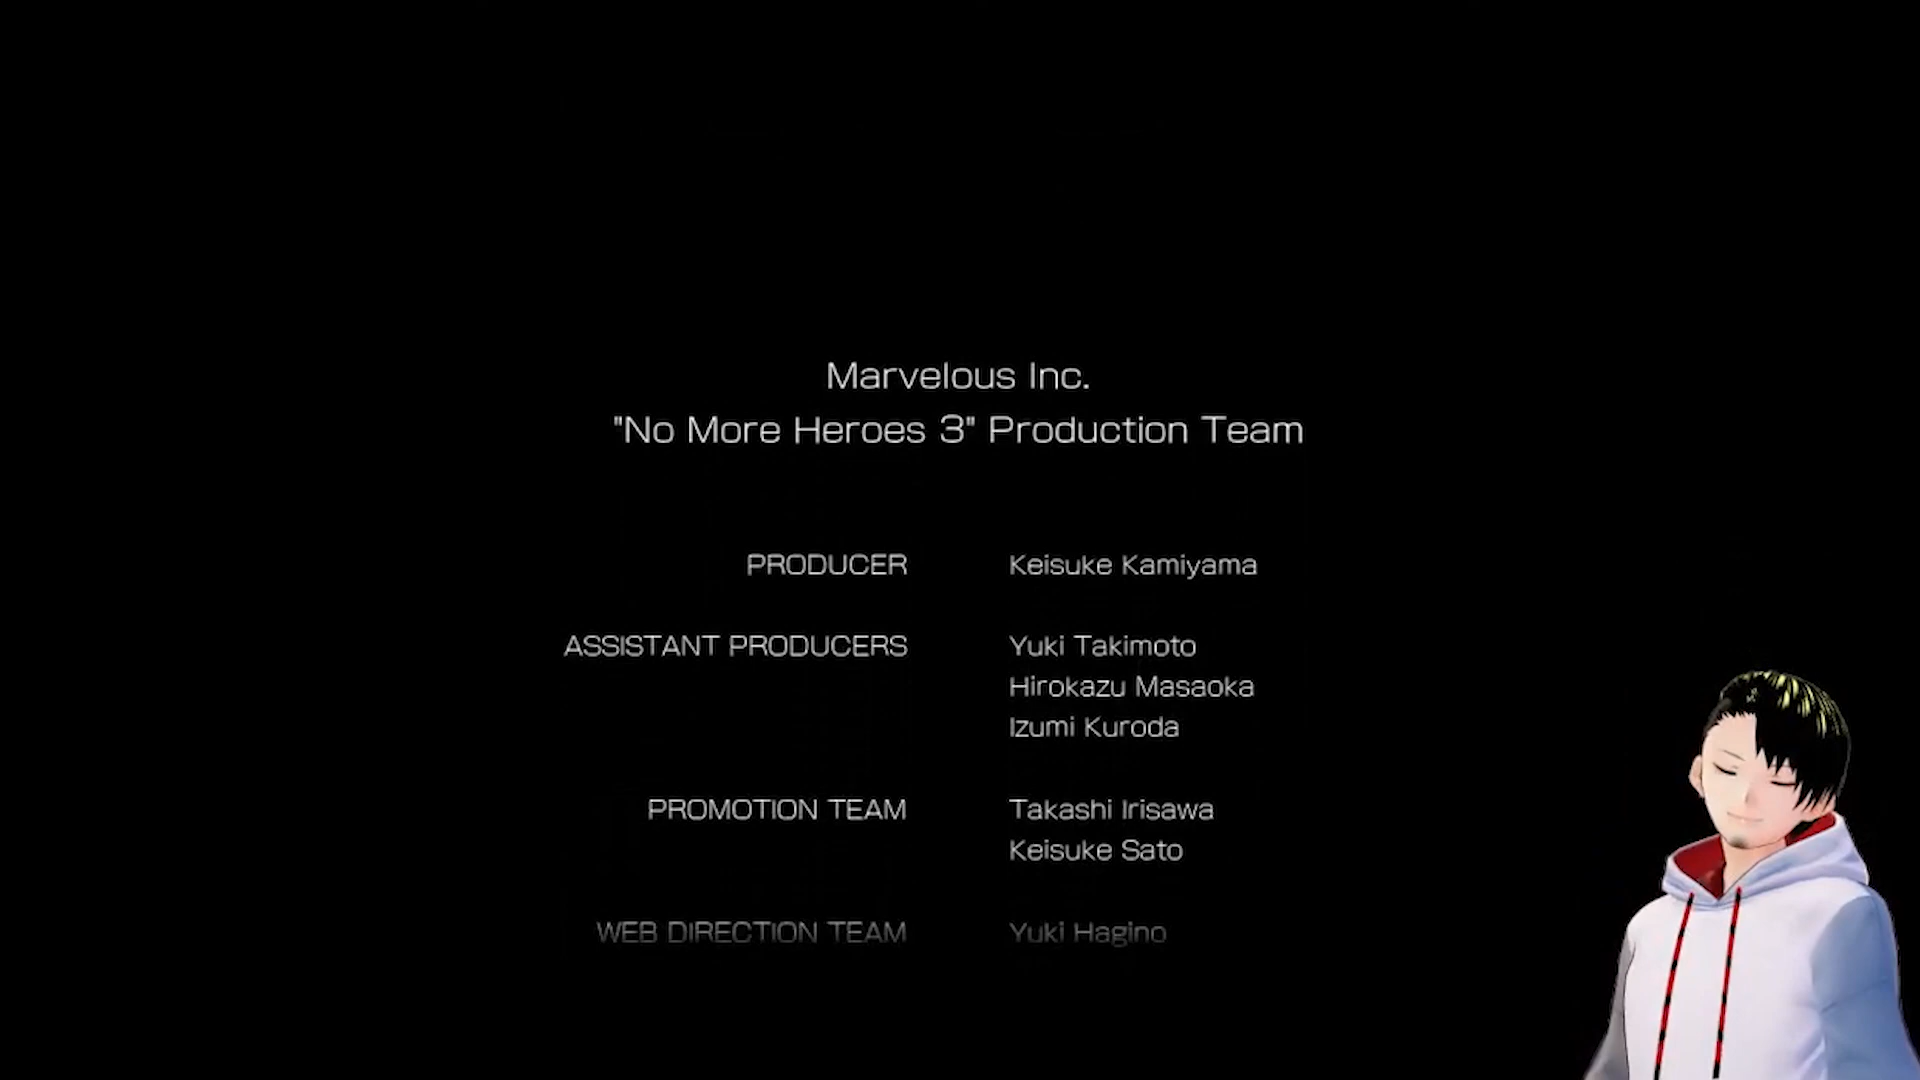 Marvelous Inc.
"No More Heroes 3" Production Team
PRODUCER Keisuke Kamiyama
ASSISTANT PRODUCERS Yuki Takimoto
Hirokazu Masaoka
Izumi Kuroda
PROMOTION TEAM Takashi Irisawa
Keisuke Sato
WEB DIRECTION TEAM Yuki Hagino